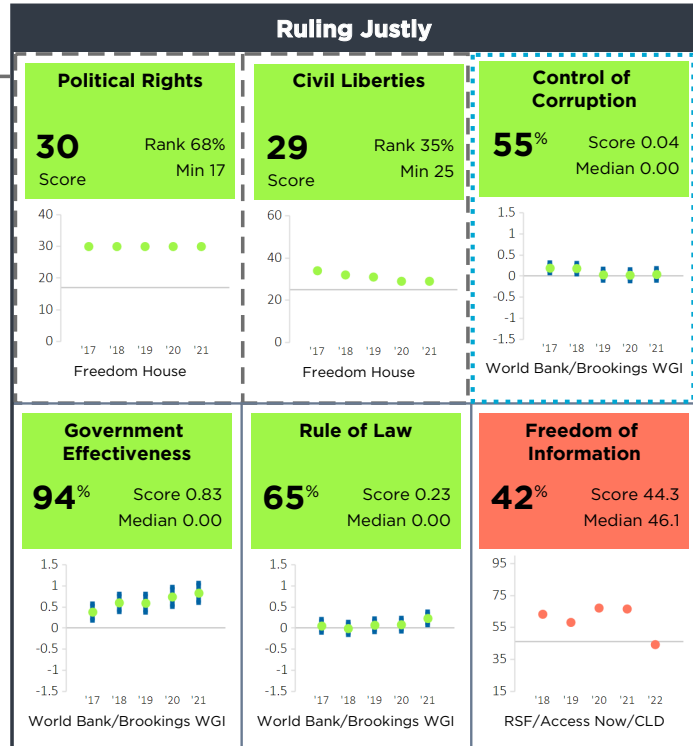 Ruling Justly
Political Rights
30
Score
Rank 68%
Min 17
40
30
20
10
0
'17 '18 '19 '20 '21
Freedom House
Civil Liberties
29
Score
Rank 35%
Min 25
60
40
20
0
'17 '18 '19 '20 '21
Freedom House
Control of
Corruption
55%
Score 0.04
Median 0.00
1.5
1
0.5
0
-0.5
-1
-1.5
'17 '18 '19 '20 '21
World Bank/Brookings WGI
Government
Effectiveness
94%
Score 0.83
Median 0.00
1.5
1
0.5
0
-0.5
-1
-1.5
'17 '18 '19 '20 '21
World Bank/Brookings WGI
Rule of Law
65%
Score 0.23
Median 0.00
1.5
1
0.5
0
-0.5
-1
-1.5
'17 '18 '19 '20 '21
World Bank/Brookings WGI
Freedom of
Information
42%
Score 44.3
Median 46.1
95
75
55
35
15
'18 '19 '20 '21 '22
RSF/Access Now/CLD